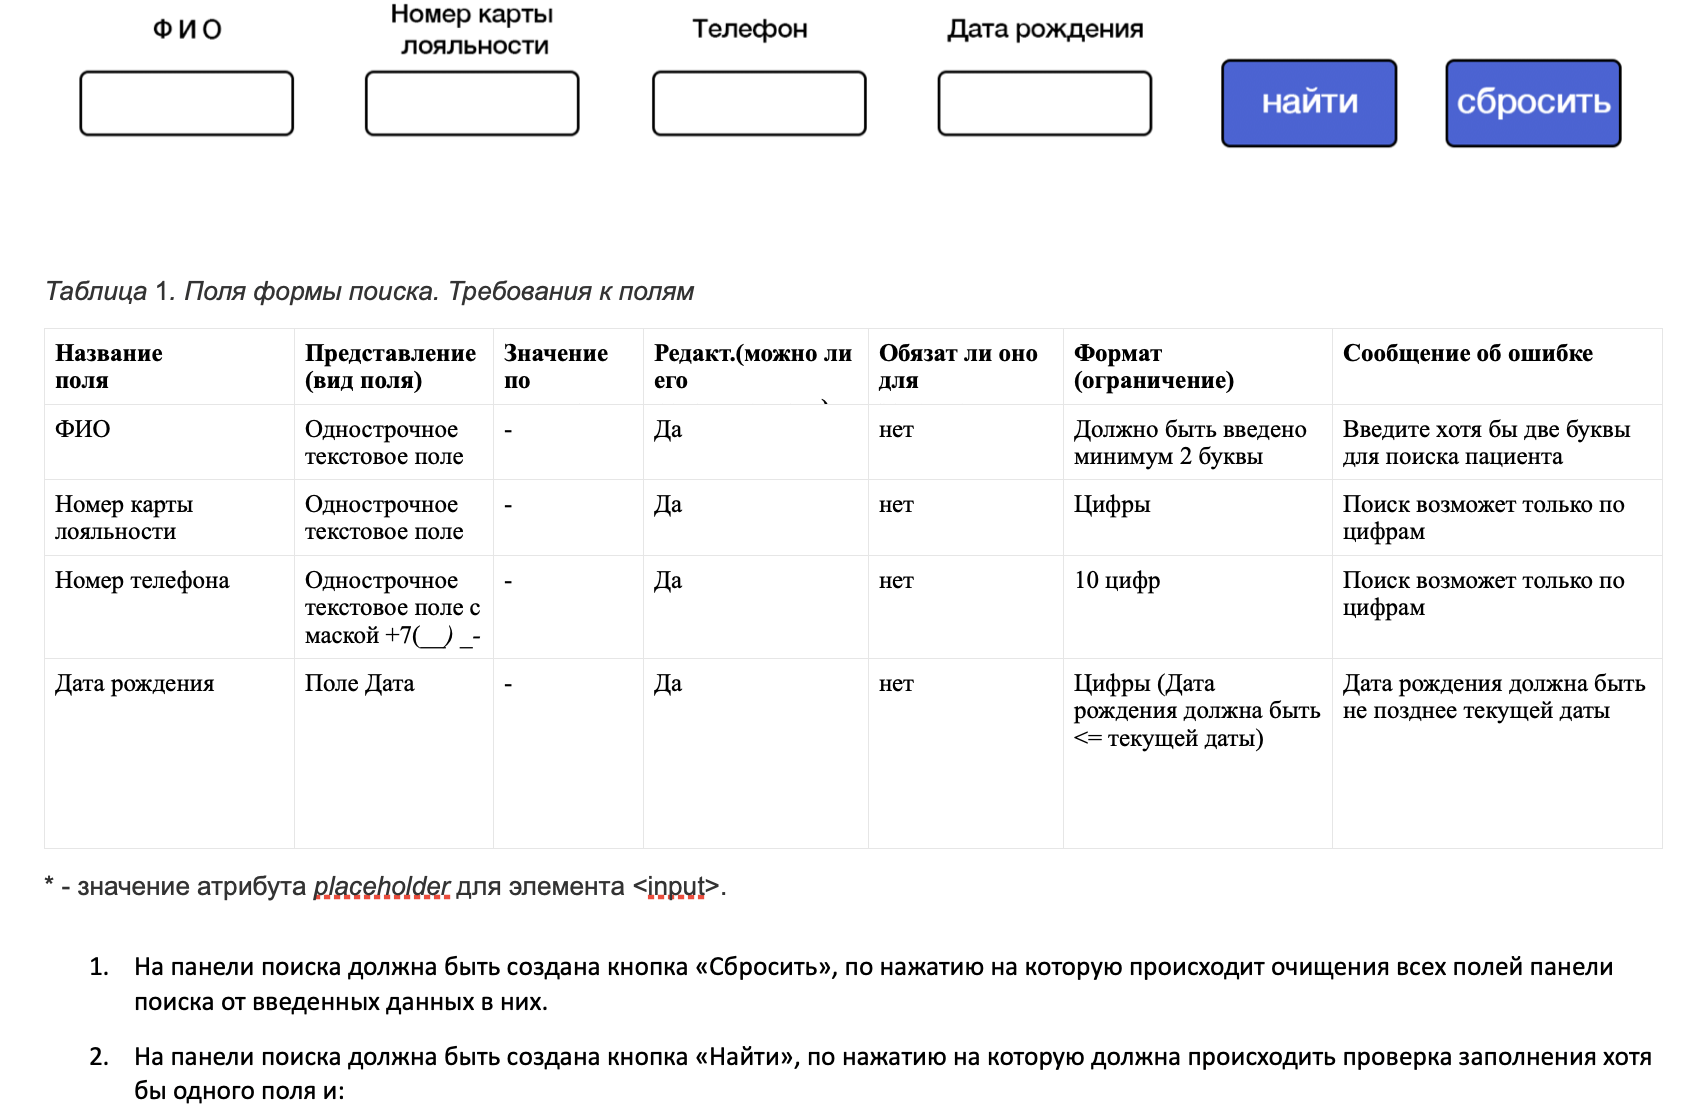 Ф И О
Номер карты
лояльности
Телефон
Дата рождения
найти
сбросить
Таблица 1. Поля формы поиска. Требования к полям
Название
поля
Представление
(вид поля)
Значение
по
Редакт.(можно ли
его
Обязат ли оно
для
Формат
(ограничение)
Сообщение об ошибке
ФИО
Однострочное
текстовое поле
-
Да
нет
Должно быть введено
минимум 2 буквы
Введите хотя бы две буквы
для поиска пациента
Номер карты
лояльности
Однострочное
текстовое поле
-
Да
нет
Цифры
Поиск возможет только по
цифрам
Номер телефона
Однострочное
текстовое поле с
маской +7(__) _-
-
Да
нет
10 цифр
Поиск возможет только по
цифрам
Дата рождения
Поле Дата
-
Да
нет
Цифры (Дата
рождения должна быть
<= текущей даты)
Дата рождения должна быть
не позднее текущей даты
* - значение атрибута placeholder для элемента <input>.
1. На панели поиска должна быть создана кнопка «Сбросить», по нажатию на которую происходит очищения всех полей панели
поиска от введенных данных в них.
2. На панели поиска должна быть создана кнопка «Найти», по нажатию на которую должна происходить проверка заполнения хотя
бы одного поля и: